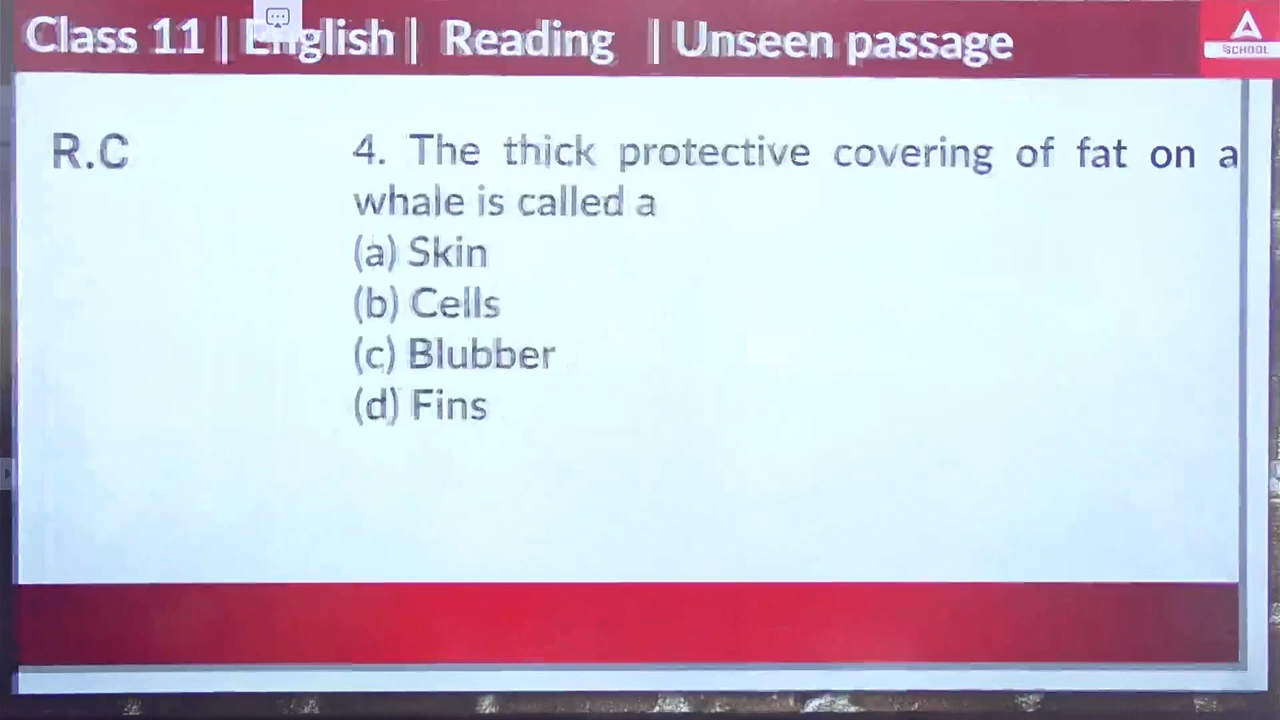 Class 11 | English | Reading | Unseen passage
SCHOOL
R.C
4. The thick protective covering of fat on a
whale is called a
(a) Skin
(b) Cells
(c) Blubber
(d) Fins